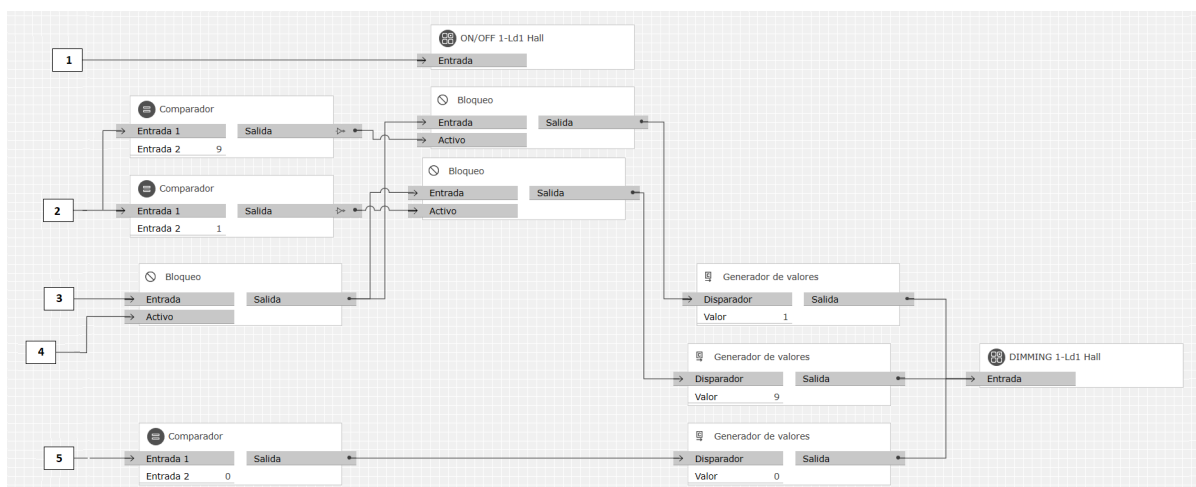 ON/OFF 1-Ld1 Hall
1
Entrada
Bloqueo
Comparador
Entrada Salida
Entrada 1 Salida
Activo
Entrada 2 9
Bloqueo
Comparador
Entrada Salida
2
Entrada 1 Salida
Activo
Entrada 2 1
Bloqueo
Generador de valores
3
Entrada Salida
Disparador Salida
Activo
Valor 1
4
Generador de valores
DIMMING 1-Ld1 Hall
Disparador Salida
Entrada
Valor 9
Comparador
Generador de valores
5
Entrada 1 Salida
Disparador Salida
Entrada 2 0
Valor 0